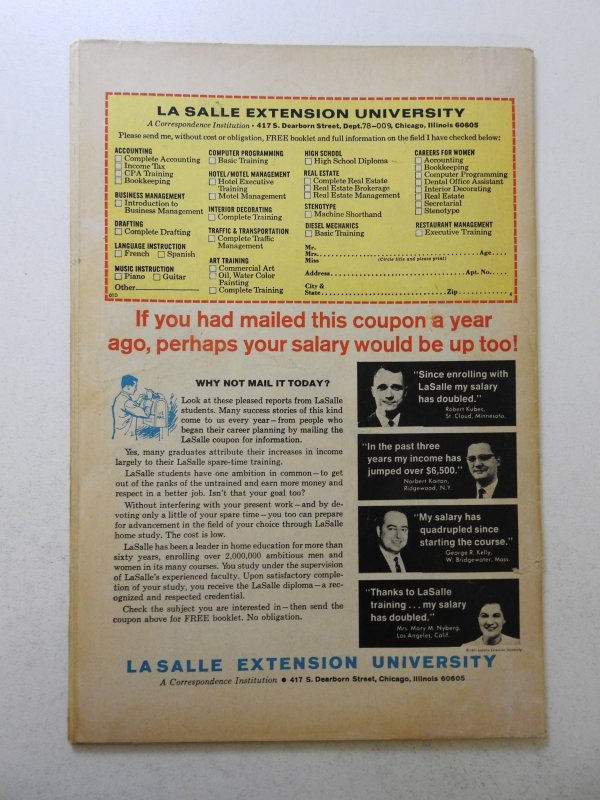 LA SALLE EXTENSION UNIVERSITY
A Correspondence Institution • 417 S. Dearborn Street, Dept. 78-009, Chicago, Illinois 60605
Please send me, without cost or obligation, FREE booklet and full information on the field I have checked below:
ACCOUNTING
Complete Accounting
Income Tax
CPA Training
Bookkeeping
BUSINESS MANAGEMENT
Introduction to
Business Management
DRAFTING
Complete Drafting
LANGUAGE INSTRUCTION
French Spanish
MUSIC INSTRUCTION
Piano Guitar
Other
010
COMPUTER PROGRAMMING
Basic Training
HOTEL/MOTEL MANAGEMENT
Hotel Executive
Training
Motel Management
INTERIOR DECORATING
Complete Training
TRAFFIC & TRANSPORTATION
Complete Traffic
Management
ART TRAINING
Commercial Art
Oil, Water Color
Painting
Complete Training
HIGH SCHOOL
High School Diploma
REAL ESTATE
Complete Real Estate
Real Estate Brokerage
Real Estate Management
STENOTYPE
Machine Shorthand
DIESEL MECHANICS
Basic Training
CAREERS FOR WOMEN
Accounting
Bookkeeping
Computer Programming
Dental Office Assistant
Interior Decorating
Real Estate
Secretarial
Stenotype
RESTAURANT MANAGEMENT
Executive Training
Mr.
Mrs. Age
Miss (Circle title and please print)
Address Apt. No.
City &
State Zip
If you had mailed this coupon a year
ago, perhaps your salary would be up too!
WHY NOT MAIL IT TODAY?
Look at these pleased reports from LaSalle
students. Many success stories of this kind
come to us every year—from people who
began their career planning by mailing the
LaSalle coupon for information.
Yes, many graduates attribute their increases in income
largely to their LaSalle spare-time training.
LaSalle students have one ambition in common—to get
out of the ranks of the untrained and earn more money and
respect in a better job. Isn't that your goal too?
Without interfering with your present work—and by de-
voting only a little of your spare time—you too can prepare
for advancement in the field of your choice through LaSalle
home study. The cost is low.
LaSalle has been a leader in home education for more than
sixty years, enrolling over 2,000,000 ambitious men and
women in its many courses. You study under the supervision
of LaSalle's experienced faculty. Upon satisfactory comple-
tion of your study, you receive the LaSalle diploma—a rec-
ognized and respected credential.
Check the subject you are interested in—then send the
coupon above for FREE booklet. No obligation.
"Since enrolling with
LaSalle my salary
has doubled."
Robert Kubec,
St. Cloud, Minnesota.
"In the past three
years my income has
jumped over $6,500."
Norbert Kaitan,
Ridgewood, N.Y.
"My salary has
quadrupled since
starting the course."
George R. Kelly,
W. Bridgewater, Mass.
"Thanks to LaSalle
training . . . my salary
has doubled."
Mrs. Mary M. Nyberg,
Los Angeles, Calif.
LASALLE EXTENSION UNIVERSITY
A Correspondence Institution • 417 S. Dearborn Street, Chicago, Illinois 60605